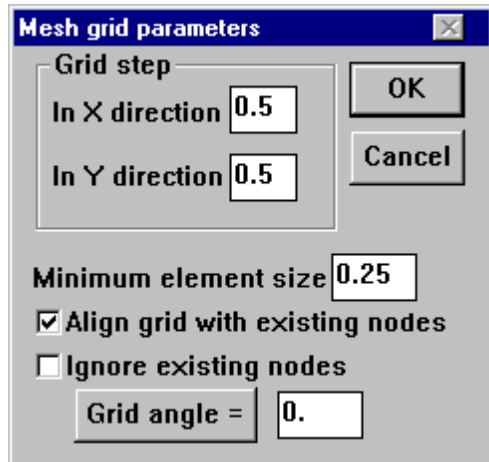 Mesh grid parameters
Grid step
In X direction 0.5
OK
In Y direction 0.5
Cancel
Minimum element size 0.25
Align grid with existing nodes
Ignore existing nodes
Grid angle = 0.